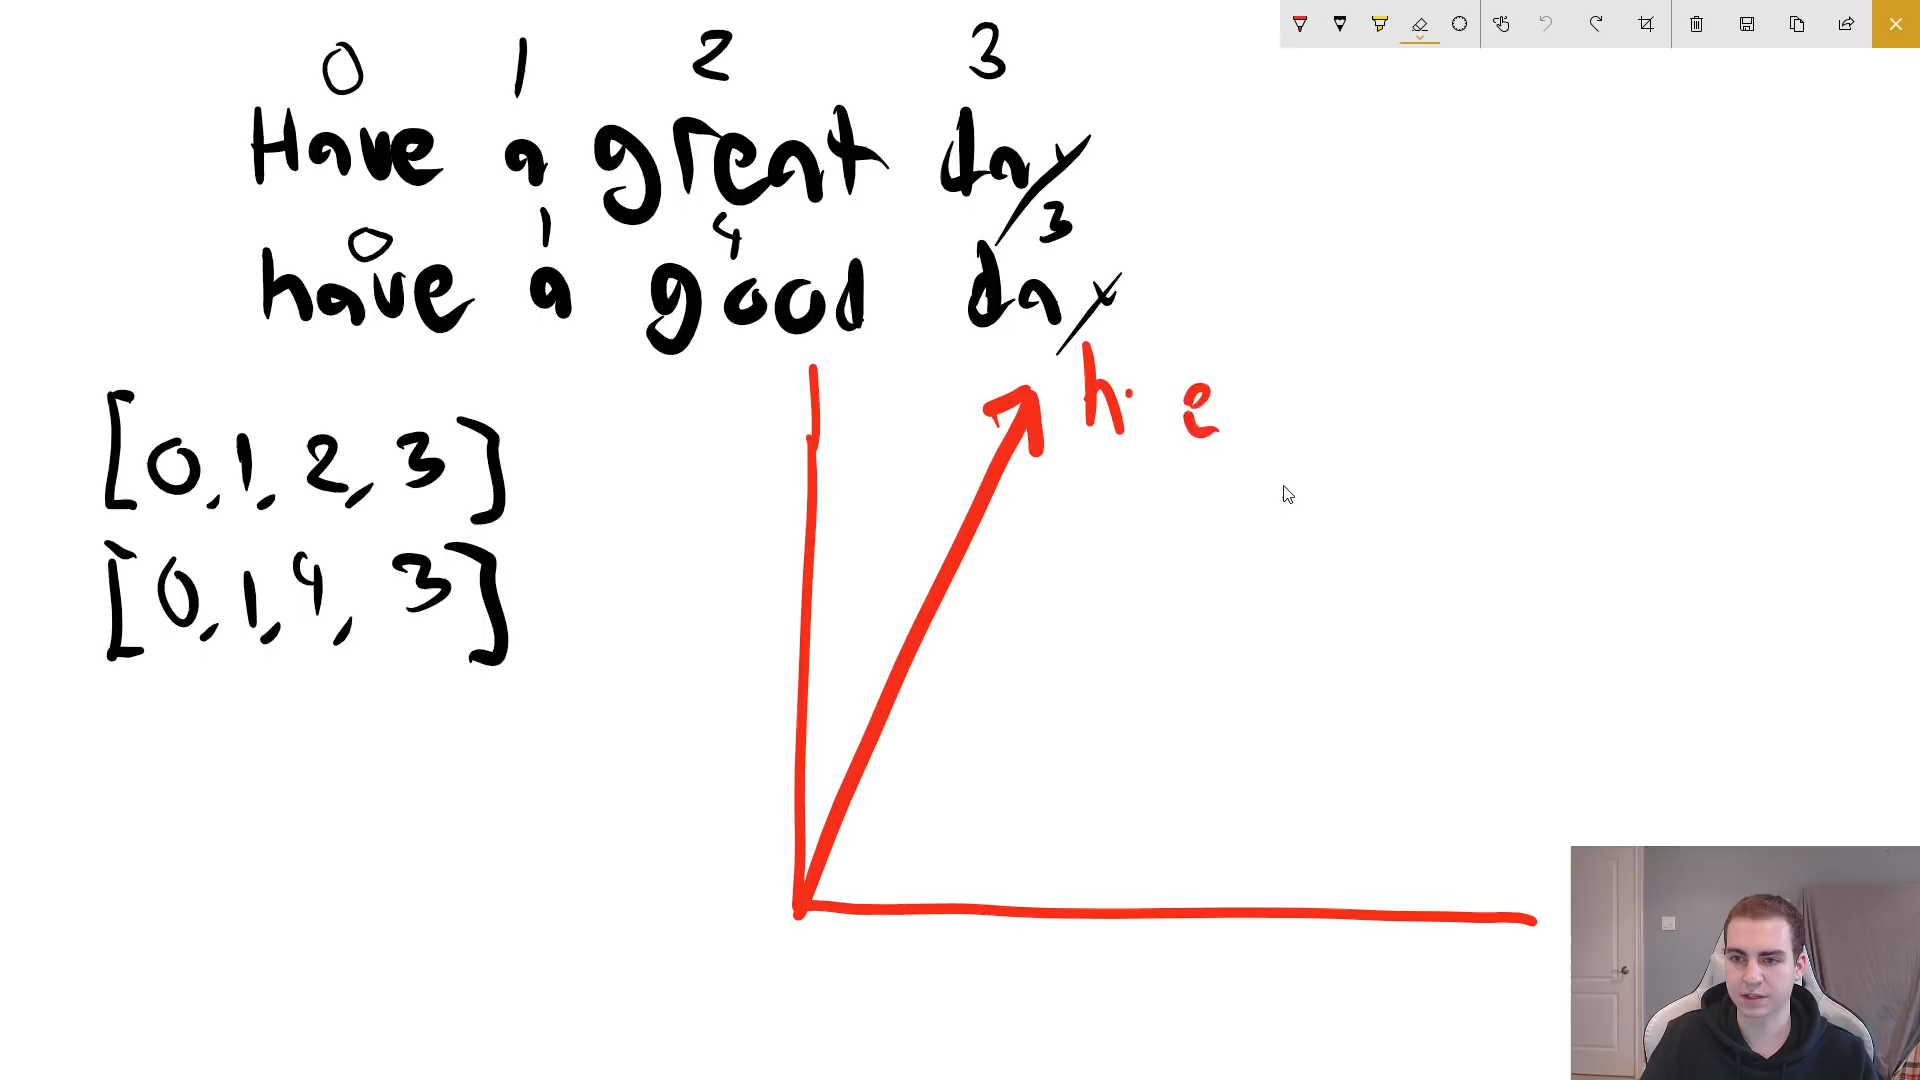 0 1 2 3
Have a great day
0 1 4 3
have a good day
h. e
[0, 1, 2, 3]
[0, 1, 4, 3]